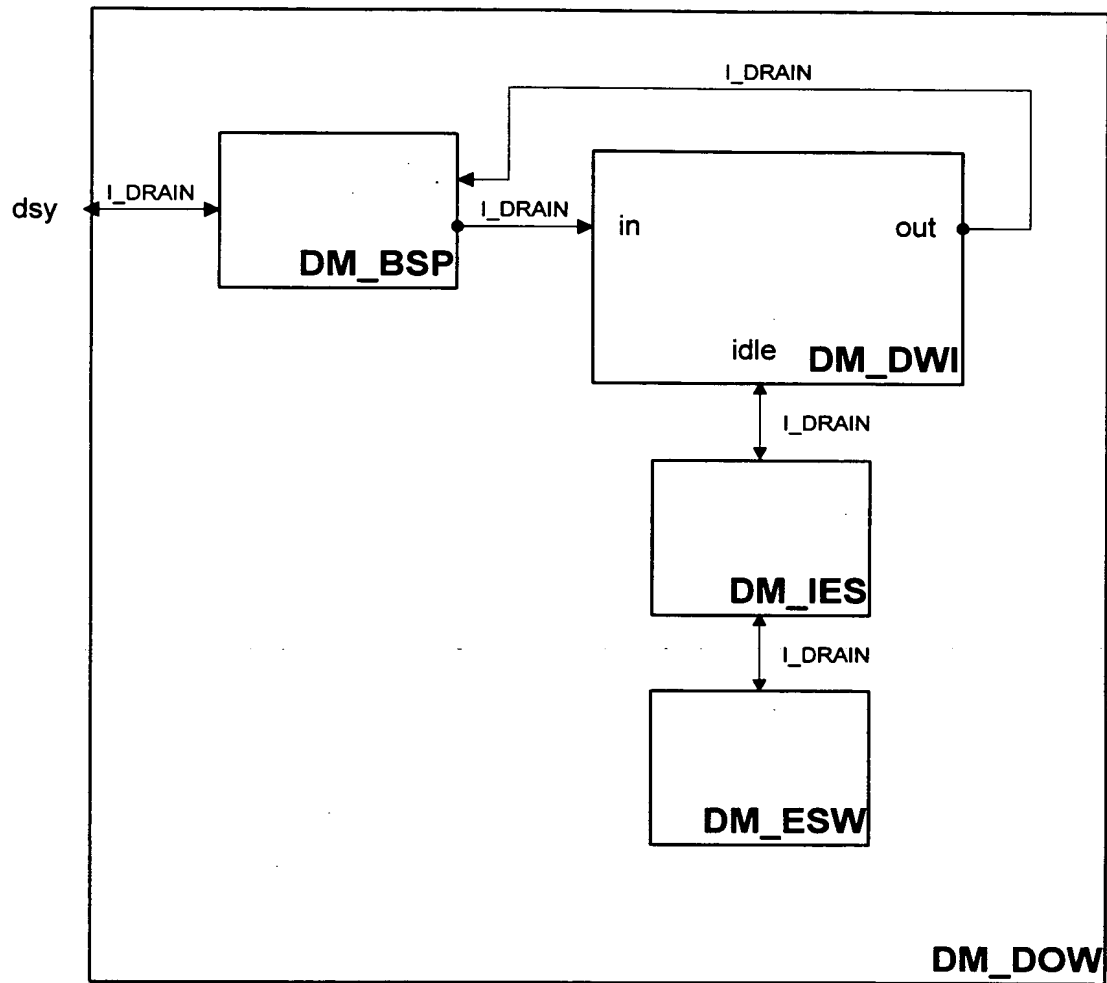 I_DRAIN
dsy
I_DRAIN
I_DRAIN
in
out
DM_BSP
idle
DM_DWI
I_DRAIN
DM_IES
I_DRAIN
DM_ESW
DM_DOW